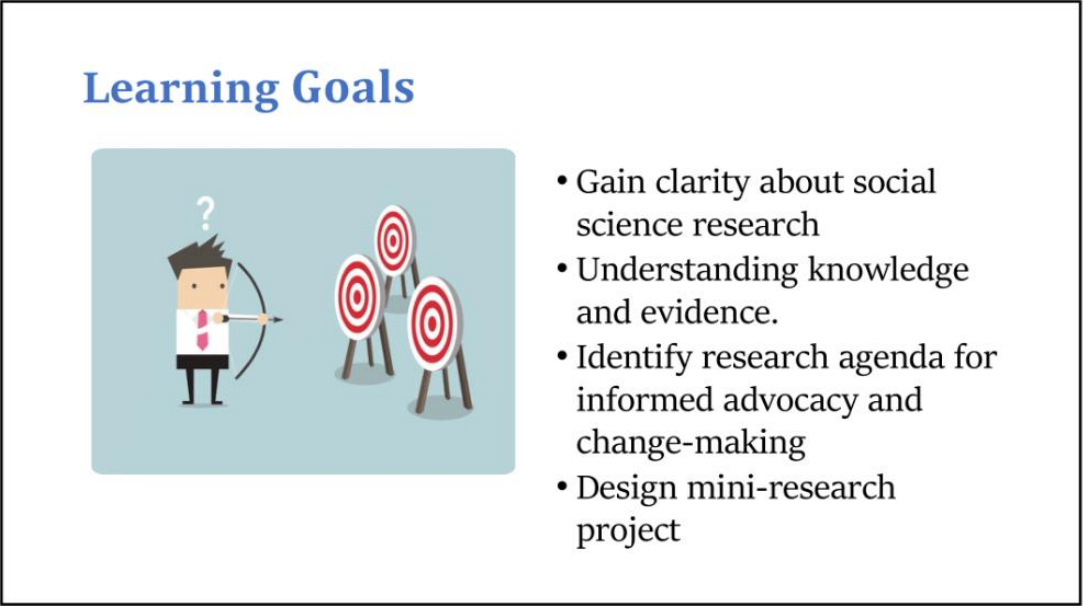 Learning Goals
?
• Gain clarity about social
science research
• Understanding knowledge
and evidence.
• Identify research agenda for
informed advocacy and
change-making
• Design mini-research
project